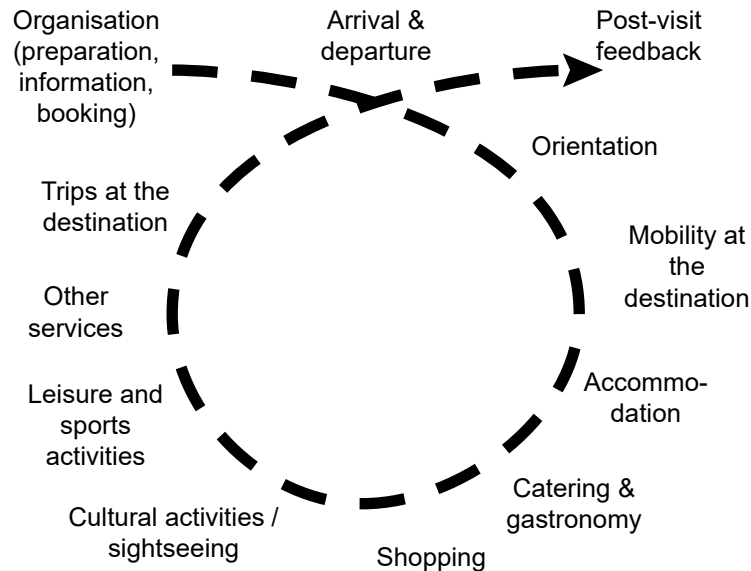 Organisation
(preparation,
information,
booking)
Arrival &
departure
Post-visit
feedback
Orientation
Mobility at
the
destination
Accommo-
dation
Catering &
gastronomy
Shopping
Cultural activities /
sightseeing
Leisure and
sports
activities
Other
services
Trips at the
destination